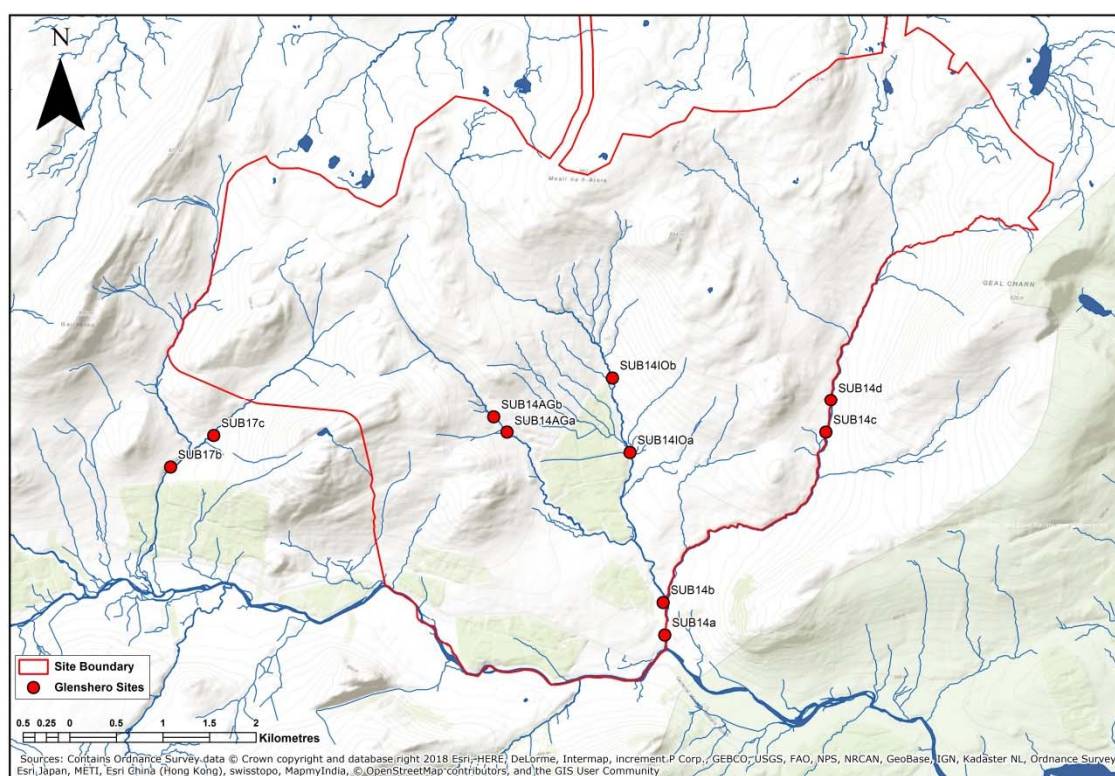 N
Meall na h-Aisre
GEAL CHARN
SUB14IOb
SUB14d
SUB14AGb
SUB14AGa
SUB14c
SUB17c
SUB14IOa
SUB17b
SUB14b
SUB14a
Site Boundary
Glenshero Sites
0.5 0.25 0 0.5 1 1.5 2
Kilometres
Sources: Contains Ordnance Survey data © Crown copyright and database right 2018 Esri, HERE, DeLorme, Intermap, increment P Corp., GEBCO, USGS, FAO, NPS, NRCAN, GeoBase, IGN, Kadaster NL, Ordnance Survey,
Esri Japan, METI, Esri China (Hong Kong), swisstopo, MapmyIndia, © OpenStreetMap contributors, and the GIS User Community